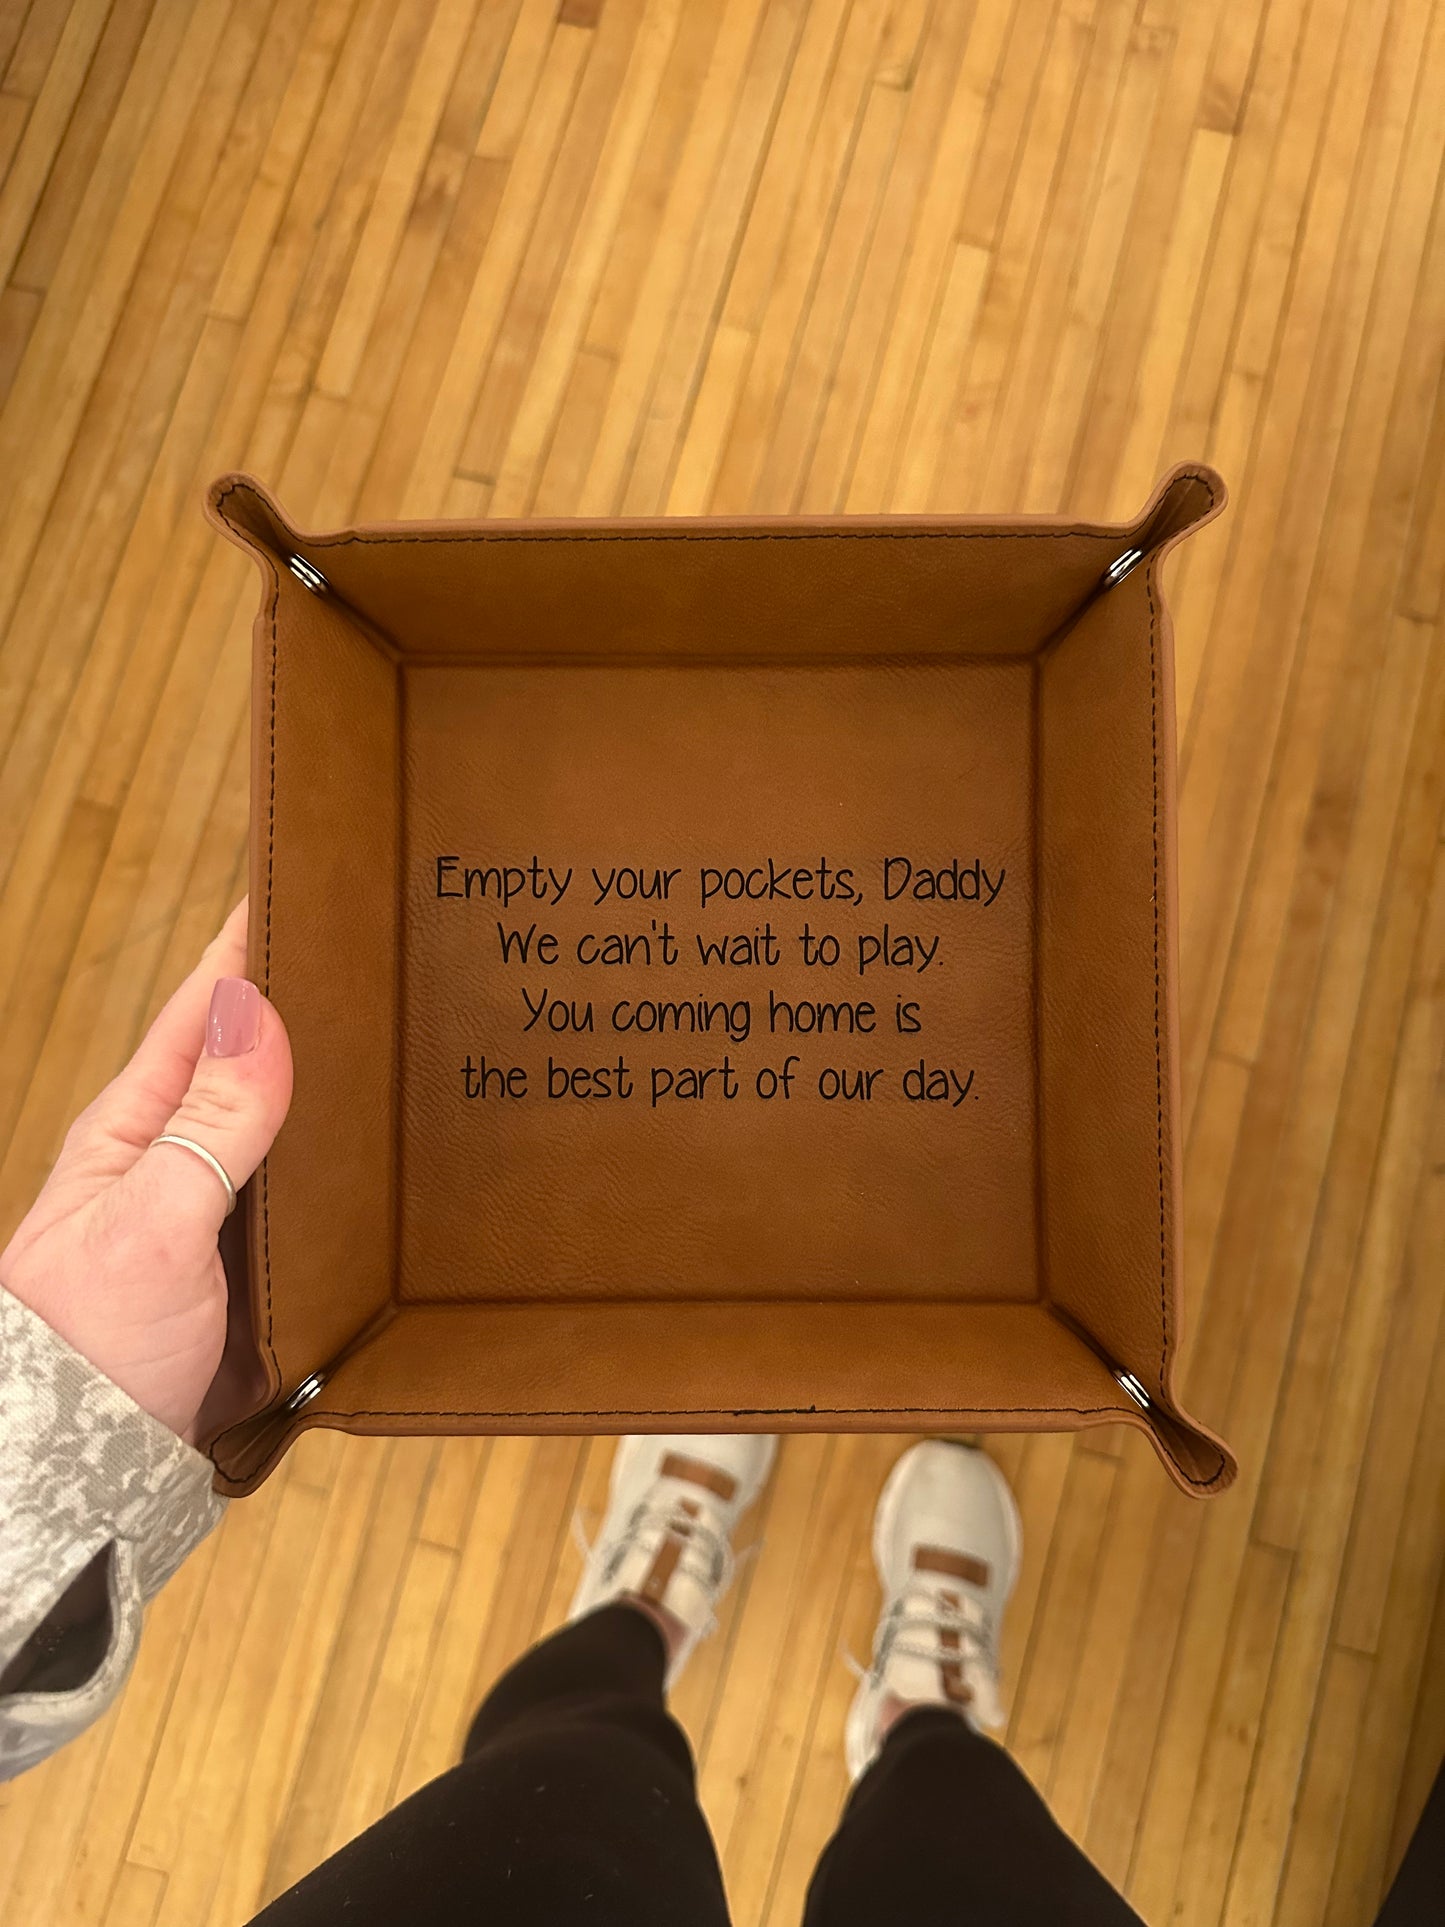 Empty your pockets, Daddy
We can't wait to play.
You coming home is
the best part of our day.